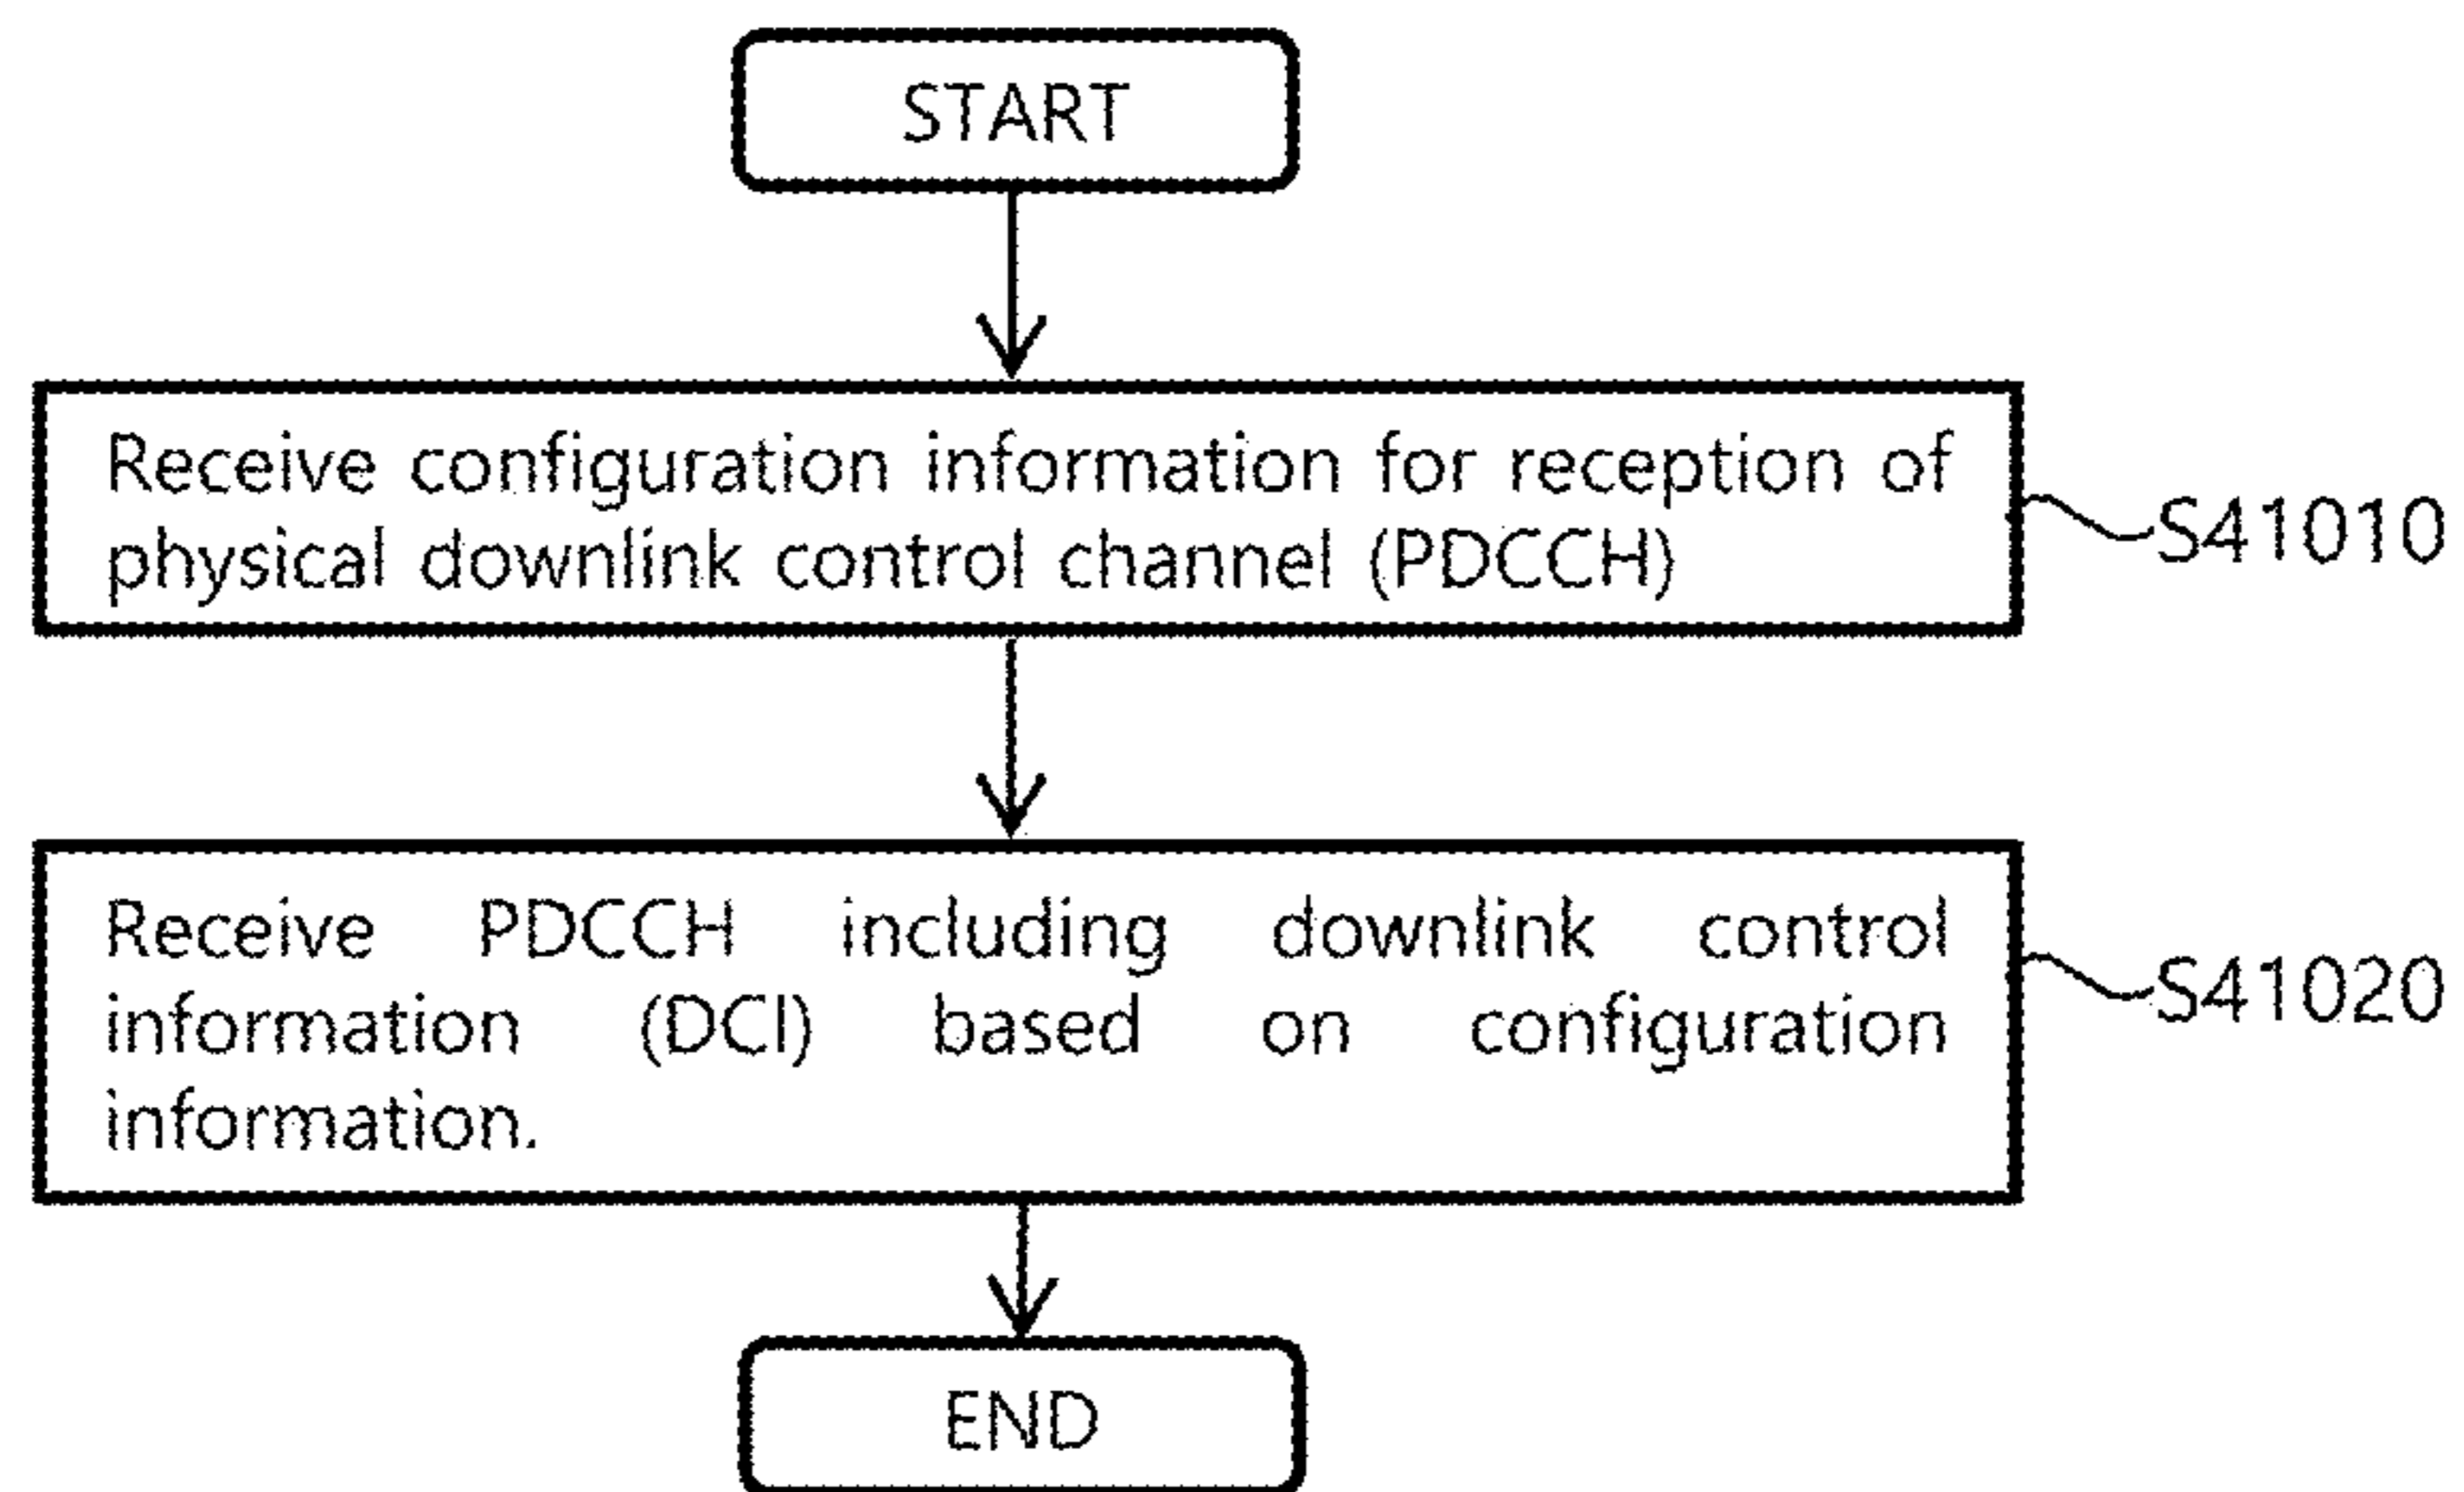 START
Receive configuration information for reception of
physical downlink control channel (PDCCH)
S41010
Receive PDCCH including downlink control
information (DCI) based on configuration
information.
S41020
END